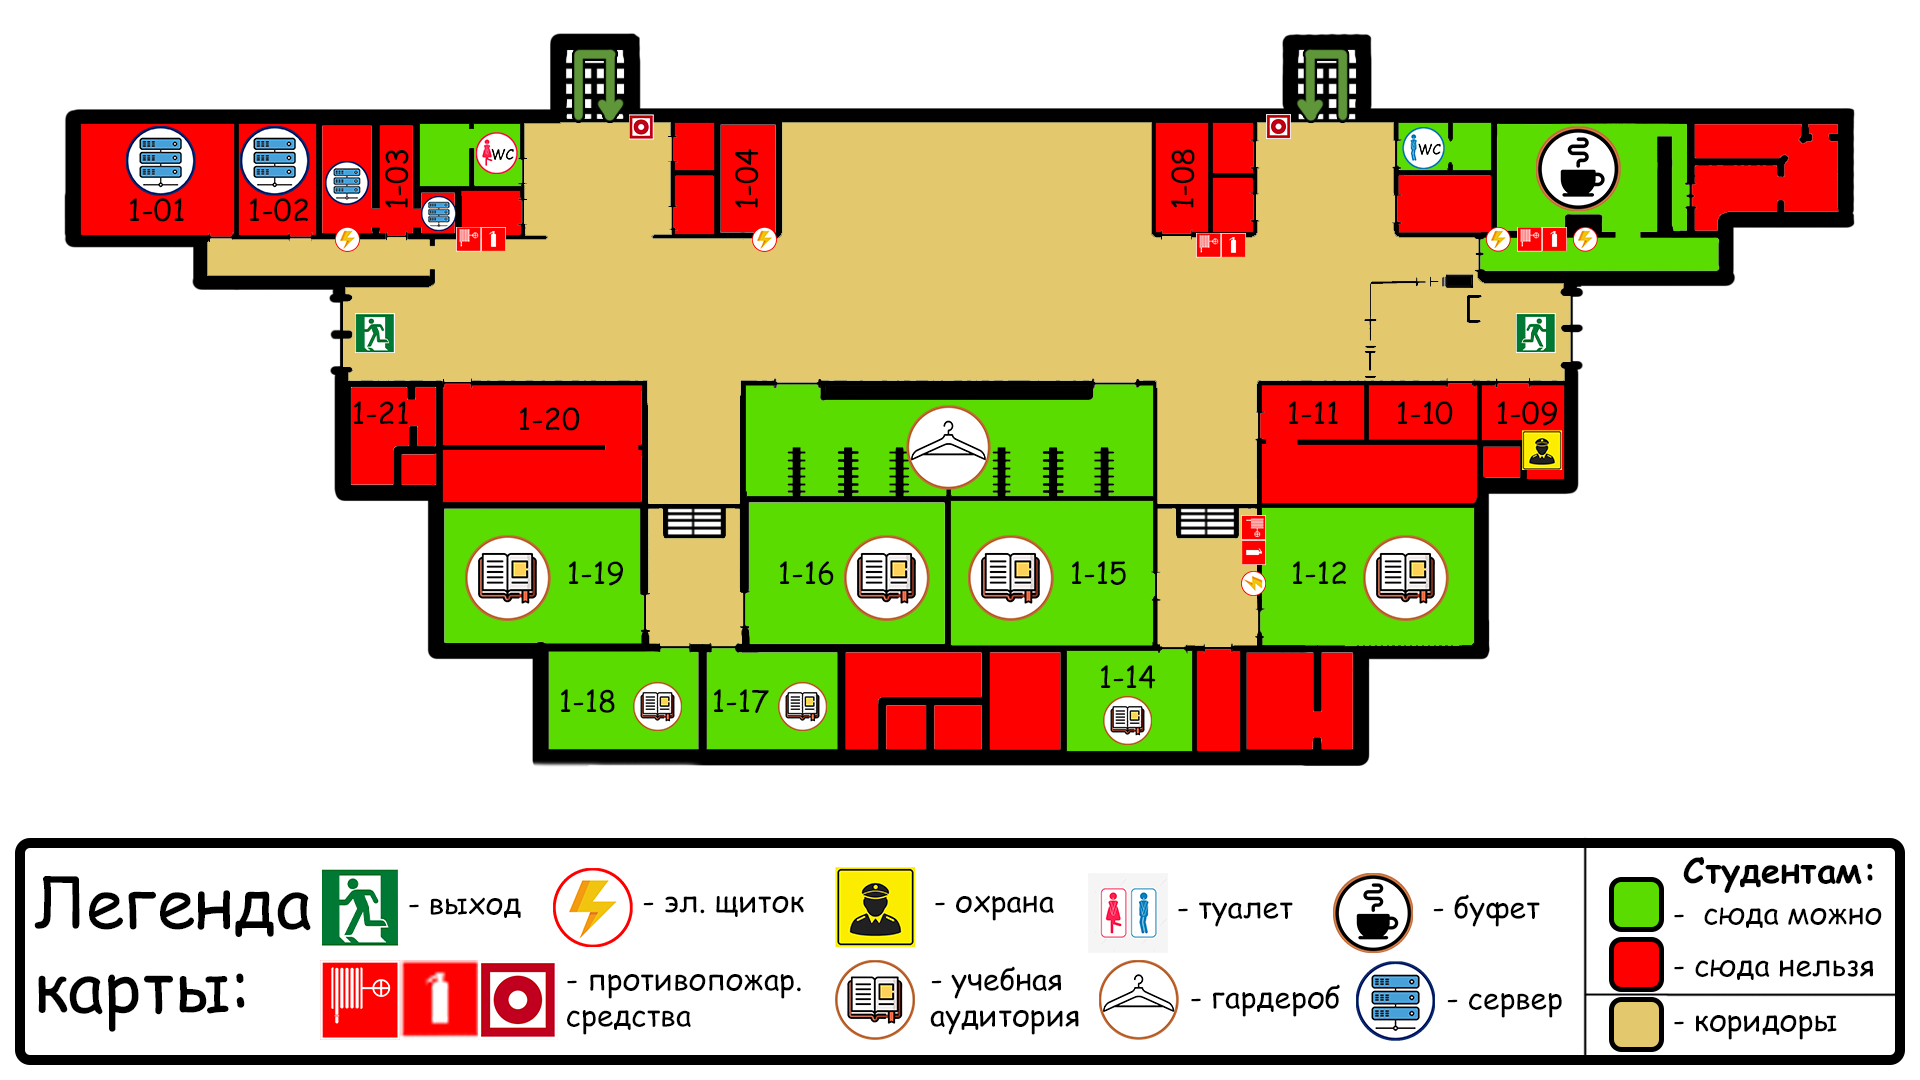 1-01
1-02
1-03
WC
1-04
1-08
WC
1-21
1-20
1-11
1-10
1-09
1-19
1-16
1-15
1-12
1-18
1-17
1-14
Легенда
карты:
- выход
- эл. щиток
- охрана
- туалет
- буфет
- противопожар.
средства
- учебная
аудитория
- гардероб
- сервер
Студентам:
- сюда можно
- сюда нельзя
- коридоры